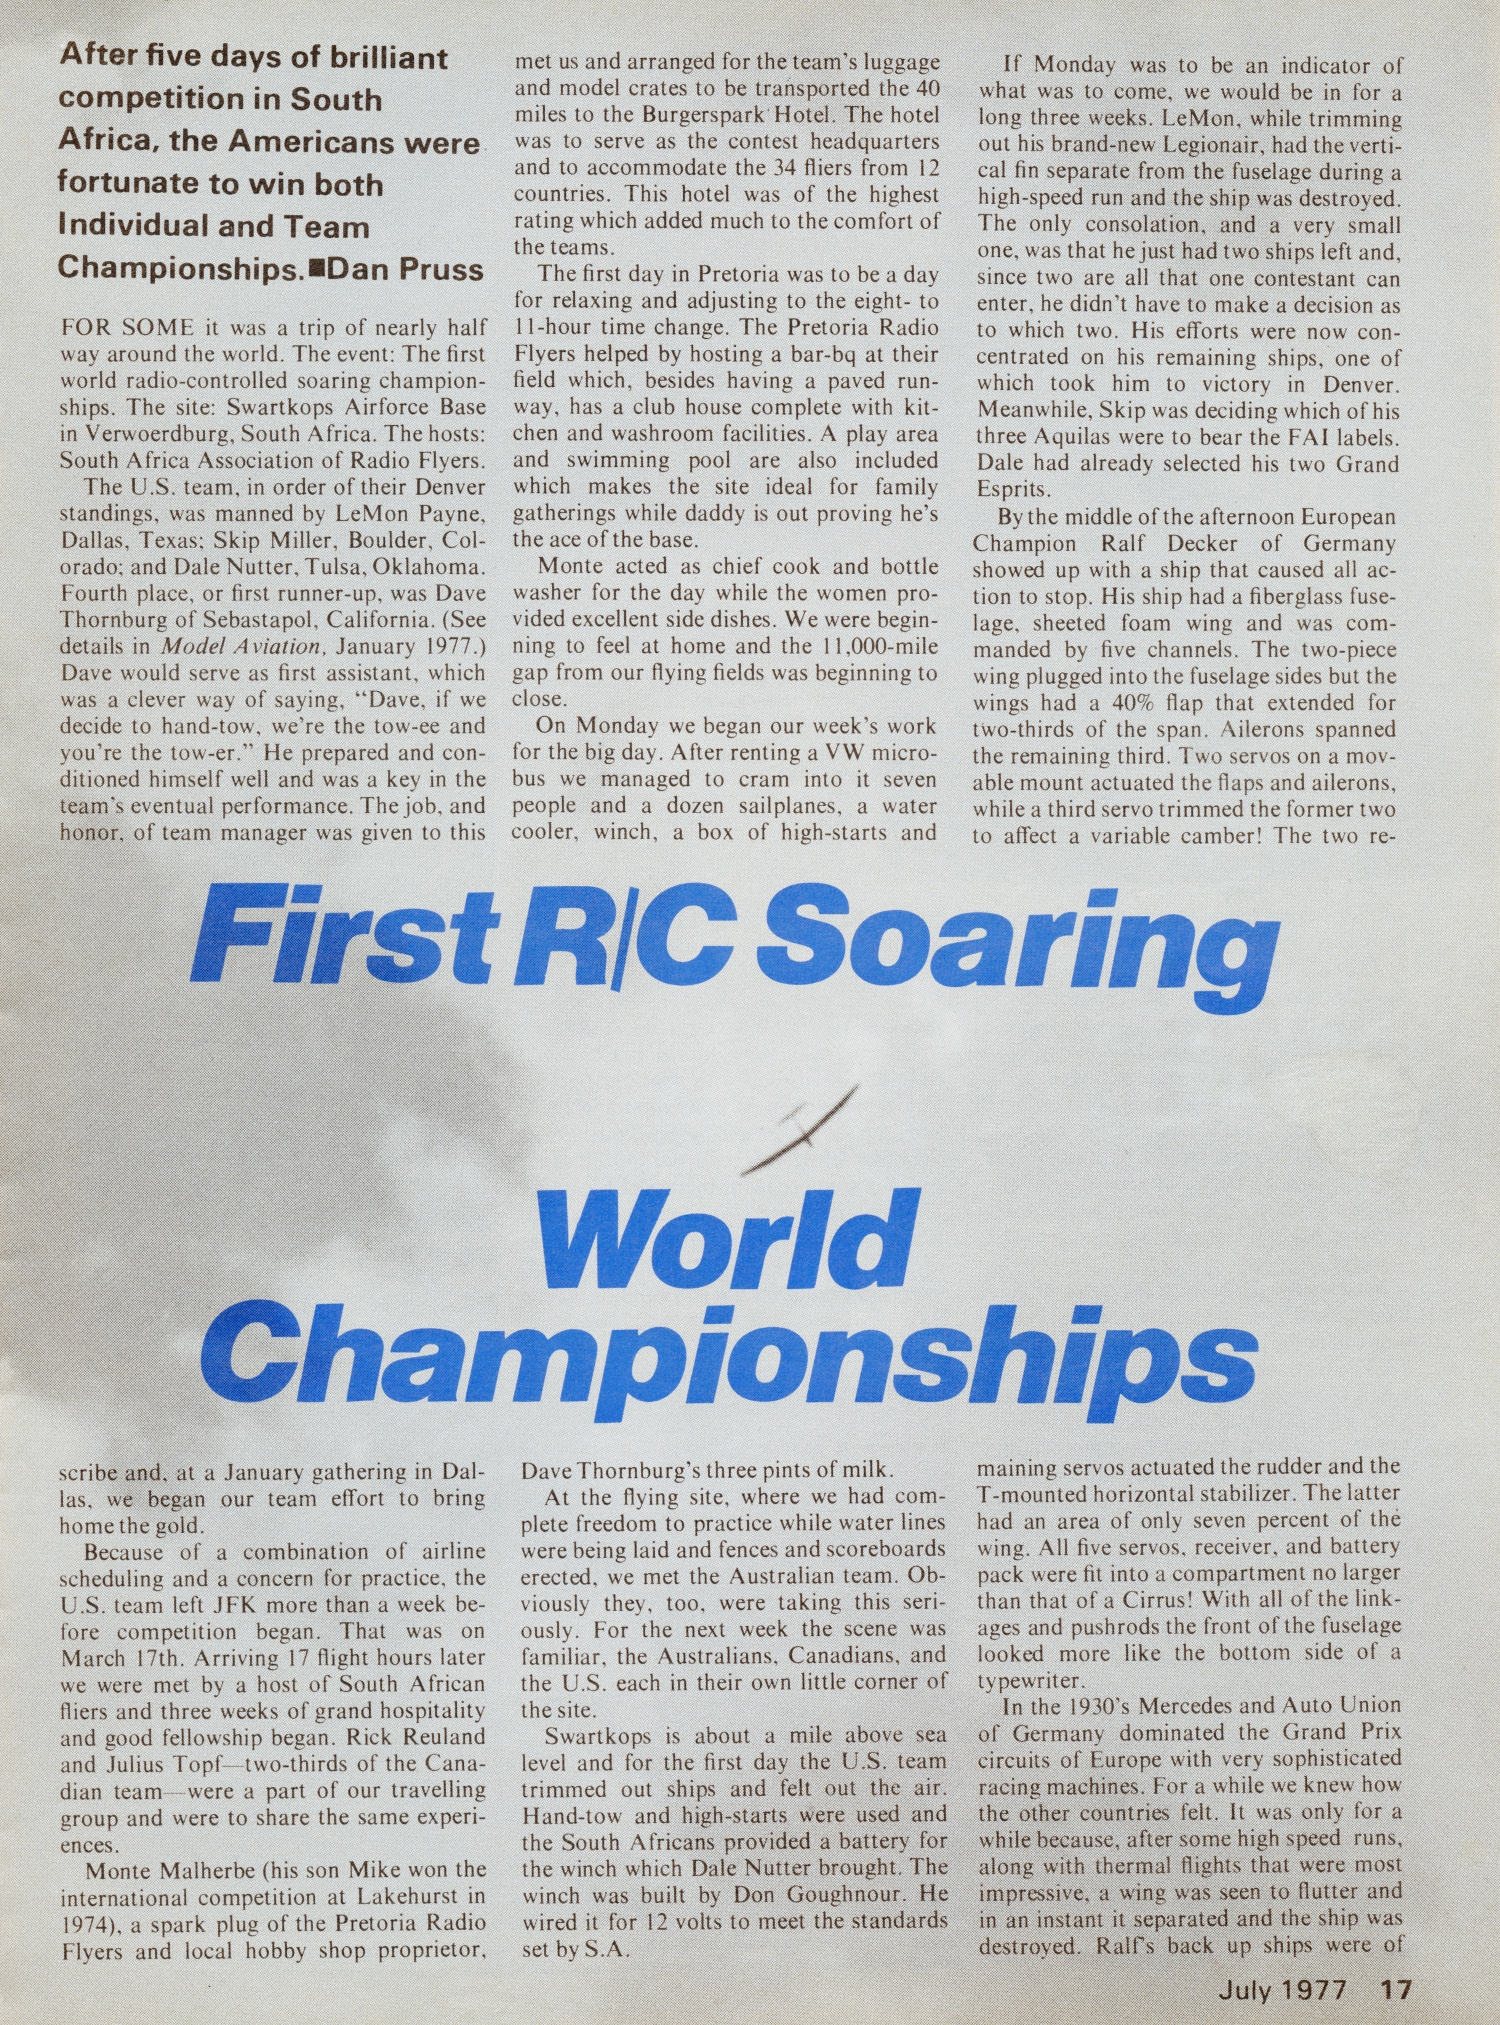 After five days of brilliant
competition in South
Africa, the Americans were
fortunate to win both
Individual and Team
Championships.■Dan Pruss
FOR SOME it was a trip of nearly half
way around the world. The event: The first
world radio-controlled soaring champion-
ships. The site: Swartkops Airforce Base
in Verwoerdburg, South Africa. The hosts:
South Africa Association of Radio Flyers.
The U.S. team, in order of their Denver
standings, was manned by LeMon Payne,
Dallas, Texas; Skip Miller, Boulder, Col-
orado; and Dale Nutter, Tulsa, Oklahoma.
Fourth place, or first runner-up, was Dave
Thornburg of Sebastapol, California. (See
details in Model Aviation, January 1977.)
Dave would serve as first assistant, which
was a clever way of saying, “Dave, if we
decide to hand-tow, we're the tow-ee and
you're the tow-er.” He prepared and con-
ditioned himself well and was a key in the
team's eventual performance. The job, and
honor, of team manager was given to this
First R/C Soaring
World
Championships
scribe and, at a January gathering in Dal-
las, we began our team effort to bring
home the gold.
Because of a combination of airline
scheduling and a concern for practice, the
U.S. team left JFK more than a week be-
fore competition began. That was on
March 17th. Arriving 17 flight hours later
we were met by a host of South African
fliers and three weeks of grand hospitality
and good fellowship began. Rick Reuland
and Julius Topf—two-thirds of the Cana-
dian team—were a part of our travelling
group and were to share the same experi-
ences.
Monte Malherbe (his son Mike won the
international competition at Lakehurst in
1974), a spark plug of the Pretoria Radio
Flyers and local hobby shop proprietor,
met us and arranged for the team's luggage
and model crates to be transported the 40
miles to the Burgerspark Hotel. The hotel
was to serve as the contest headquarters
and to accommodate the 34 fliers from 12
countries. This hotel was of the highest
rating which added much to the comfort of
the teams.
The first day in Pretoria was to be a day
for relaxing and adjusting to the eight- to
11-hour time change. The Pretoria Radio
Flyers helped by hosting a bar-bq at their
field which, besides having a paved run-
way, has a club house complete with kit-
chen and washroom facilities. A play area
and swimming pool are also included
which makes the site ideal for family
gatherings while daddy is out proving he's
the ace of the base.
Monte acted as chief cook and bottle
washer for the day while the women pro-
vided excellent side dishes. We were begin-
ning to feel at home and the 11,000-mile
gap from our flying fields was beginning to
close.
On Monday we began our week's work
for the big day. After renting a VW micro-
bus we managed to cram into it seven
people and a dozen sailplanes, a water
cooler, winch, a box of high-starts and
Dave Thornburg's three pints of milk.
At the flying site, where we had com-
plete freedom to practice while water lines
were being laid and fences and scoreboards
erected, we met the Australian team. Ob-
viously they, too, were taking this seri-
ously. For the next week the scene was
familiar, the Australians, Canadians, and
the U.S. each in their own little corner of
the site.
Swartkops is about a mile above sea
level and for the first day the U.S. team
trimmed out ships and felt out the air.
Hand-tow and high-starts were used and
the South Africans provided a battery for
the winch which Dale Nutter brought. The
winch was built by Don Goughnour. He
wired it for 12 volts to meet the standards
set by S.A.
If Monday was to be an indicator of
what was to come, we would be in for a
long three weeks. LeMon, while trimming
out his brand-new Legionair, had the verti-
cal fin separate from the fuselage during a
high-speed run and the ship was destroyed.
The only consolation, and a very small
one, was that he just had two ships left and,
since two are all that one contestant can
enter, he didn't have to make a decision as
to which two. His efforts were now con-
centrated on his remaining ships, one of
which took him to victory in Denver.
Meanwhile, Skip was deciding which of his
three Aquilas were to bear the FAI labels.
Dale had already selected his two Grand
Esprits.
By the middle of the afternoon European
Champion Ralf Decker of Germany
showed up with a ship that caused all ac-
tion to stop. His ship had a fiberglass fuse-
lage, sheeted foam wing and was com-
manded by five channels. The two-piece
wing plugged into the fuselage sides but the
wings had a 40% flap that extended for
two-thirds of the span. Ailerons spanned
the remaining third. Two servos on a mov-
able mount actuated the flaps and ailerons,
while a third servo trimmed the former two
to affect a variable camber! The two re-
maining servos actuated the rudder and the
T-mounted horizontal stabilizer. The latter
had an area of only seven percent of the
wing. All five servos, receiver, and battery
pack were fit into a compartment no larger
than that of a Cirrus! With all of the link-
ages and pushrods the front of the fuselage
looked more like the bottom side of a
typewriter.
In the 1930's Mercedes and Auto Union
of Germany dominated the Grand Prix
circuits of Europe with very sophisticated
racing machines. For a while we knew how
the other countries felt. It was only for a
while because, after some high speed runs,
along with thermal flights that were most
impressive, a wing was seen to flutter and
in an instant it separated and the ship was
destroyed. Ralf's back up ships were of
July 1977 17